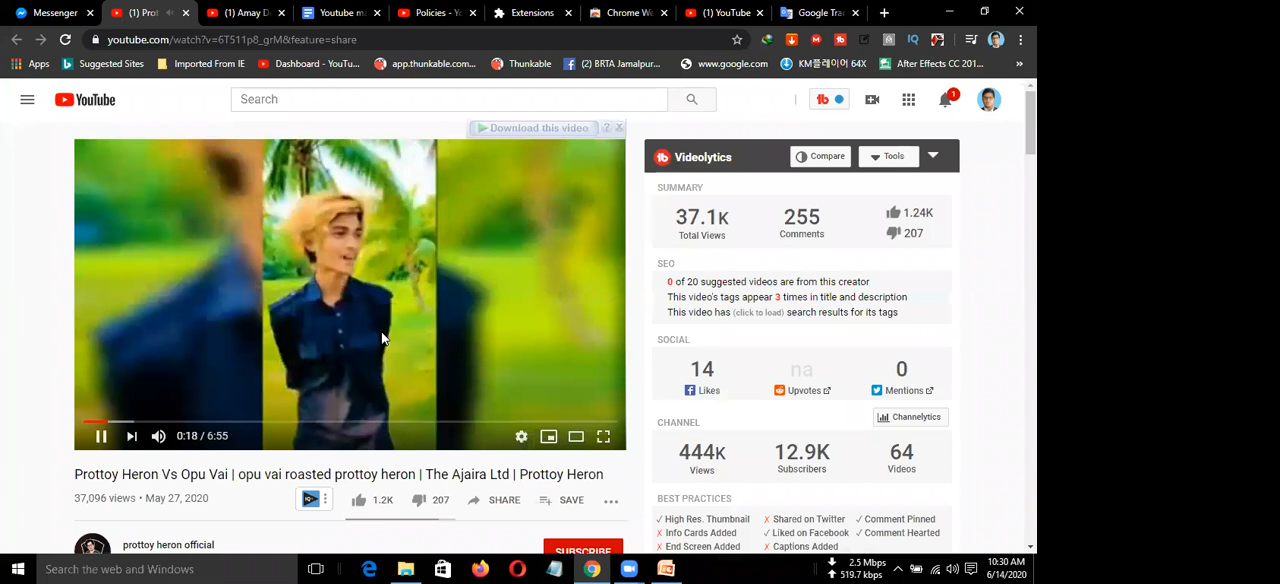 Messenger
(1) Prot
(1) Amay D
Youtube m
Policies - Yo
Extensions
Chrome We
(1) YouTube
Google Tra
youtube.com/watch?v=6T511p8_grM&feature=share
Apps Suggested Sites Imported From IE Dashboard - YouTu... app.thunkable.com... Thunkable (2) BRTA Jamalpur... www.google.com KM플레이어 64X After Effects CC 201... »
YouTube
Search
tb
1
Download this video ? X
tb Videolytics Compare Tools
SUMMARY
37.1K
Total Views
255
Comments
1.24K
207
SEO
0 of 20 suggested videos are from this creator
This video's tags appear 3 times in title and description
This video has (click to load) search results for its tags
SOCIAL
14
Likes
na
Upvotes
0
Mentions
Channelytics
CHANNEL
444K
Views
12.9K
Subscribers
64
Videos
BEST PRACTICES
✓ High Res. Thumbnail ✗ Shared on Twitter ✓ Comment Pinned
✗ Info Cards Added ✓ Liked on Facebook ✓ Comment Hearted
✗ End Screen Added ✗ Captions Added
0:18 / 6:55
Prottoy Heron Vs Opu Vai | opu vai roasted prottoy heron | The Ajaira Ltd | Prottoy Heron
37,096 views • May 27, 2020
1.2K 207 SHARE SAVE ...
prottoy heron official
SUBSCRIBE
Search the web and Windows
2.5 Mbps
519.7 kbps
10:30 AM
6/14/2020